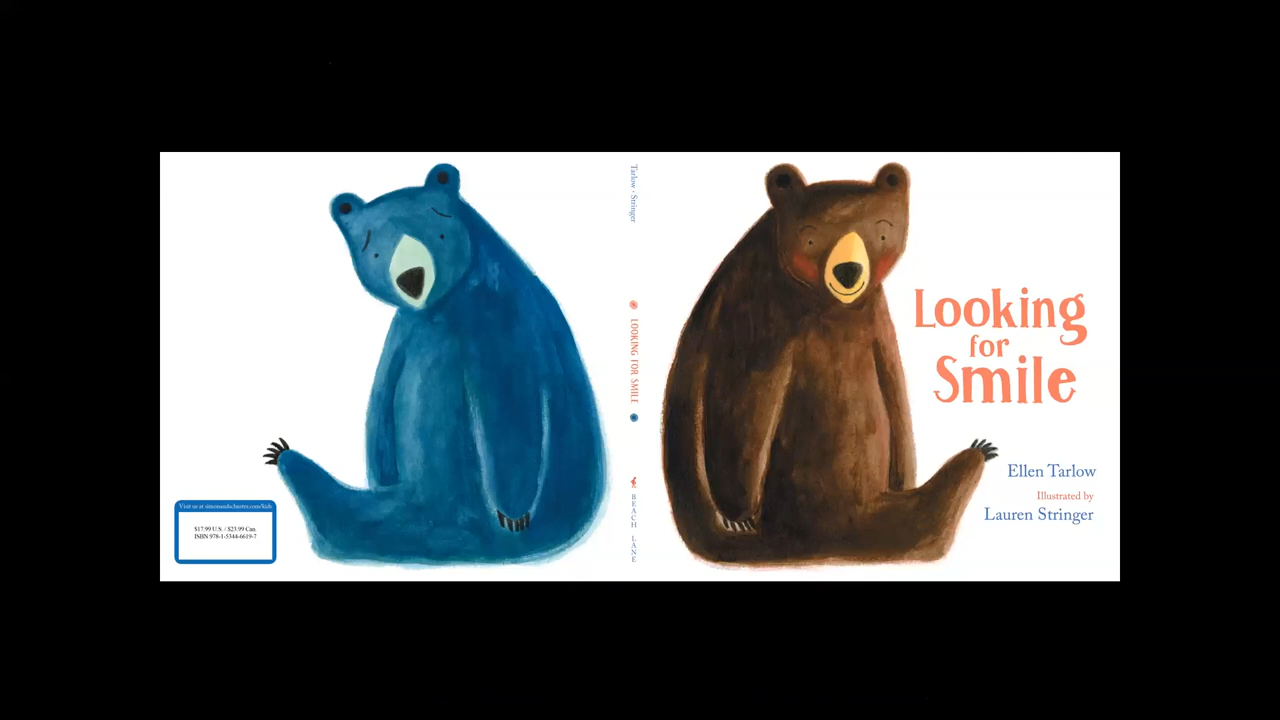 Visit us at simonandschuster.com/kids
$17.99 U.S. / $23.99 Can.
ISBN 978-1-5344-6619-7
Tarlow · Stringer
LOOKING FOR SMILE
BEACH LANE
Looking
for
Smile
Ellen Tarlow
Illustrated by
Lauren Stringer